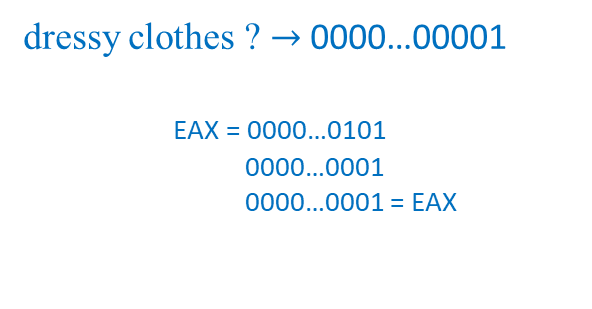 dressy clothes ? → 0000...00001
EAX = 0000...0101
0000...0001
0000...0001 = EAX